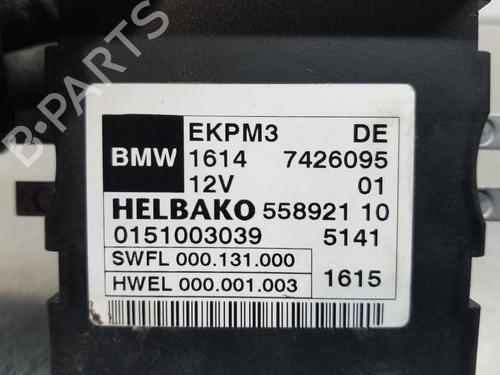 B-PARTS
EKPM3 DE
BMW 1614 7426095
12V 01
HELBAKO 558921 10
0151003039 5141
SWFL 000.131.000
HWEL 000.001.003 1615